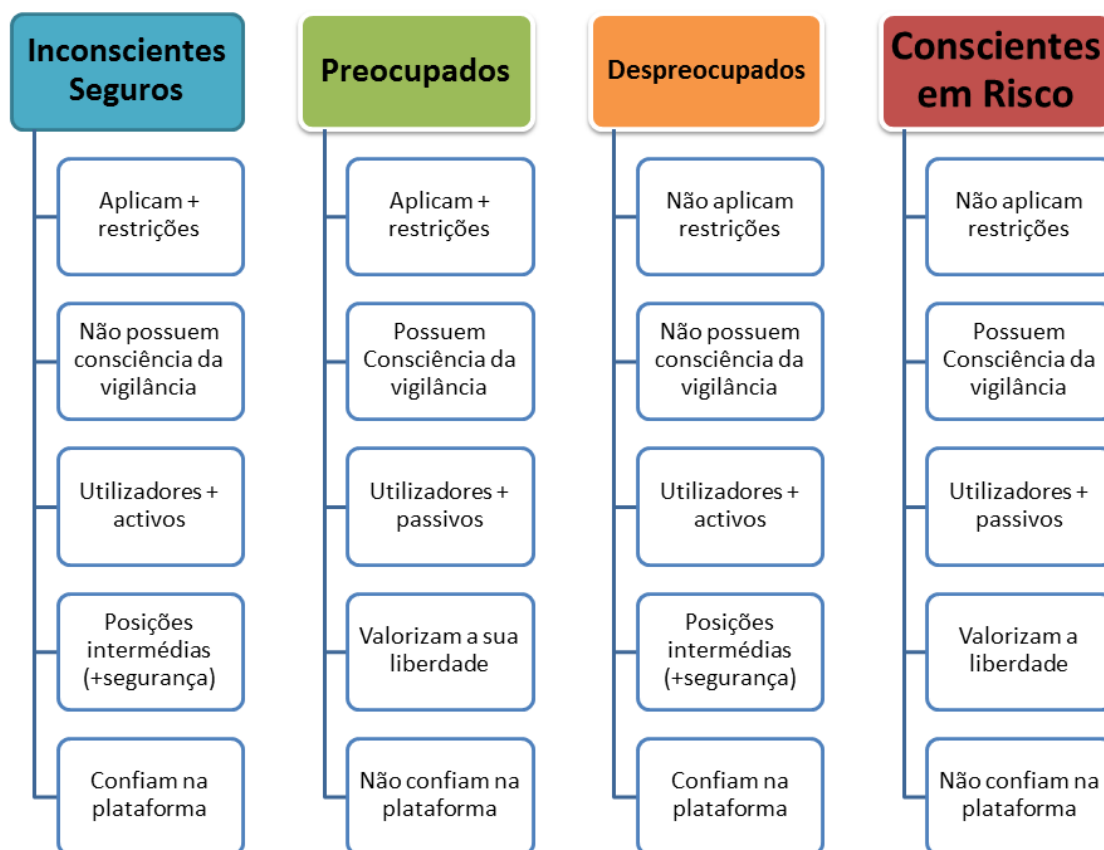 Inconscientes
Seguros
Aplicam +
restrições
Não possuem
consciência da
vigilância
Utilizadores +
activos
Posições
intermédias
(+segurança)
Confiam na
plataforma
Preocupados
Aplicam +
restrições
Possuem
Consciência da
vigilância
Utilizadores +
passivos
Valorizam a sua
liberdade
Não confiam na
plataforma
Despreocupados
Não aplicam
restrições
Não possuem
consciência da
vigilância
Utilizadores +
activos
Posições
intermédias
(+segurança)
Confiam na
plataforma
Conscientes
em Risco
Não aplicam
restrições
Possuem
Consciência da
vigilância
Utilizadores +
passivos
Valorizam a
liberdade
Não confiam na
plataforma